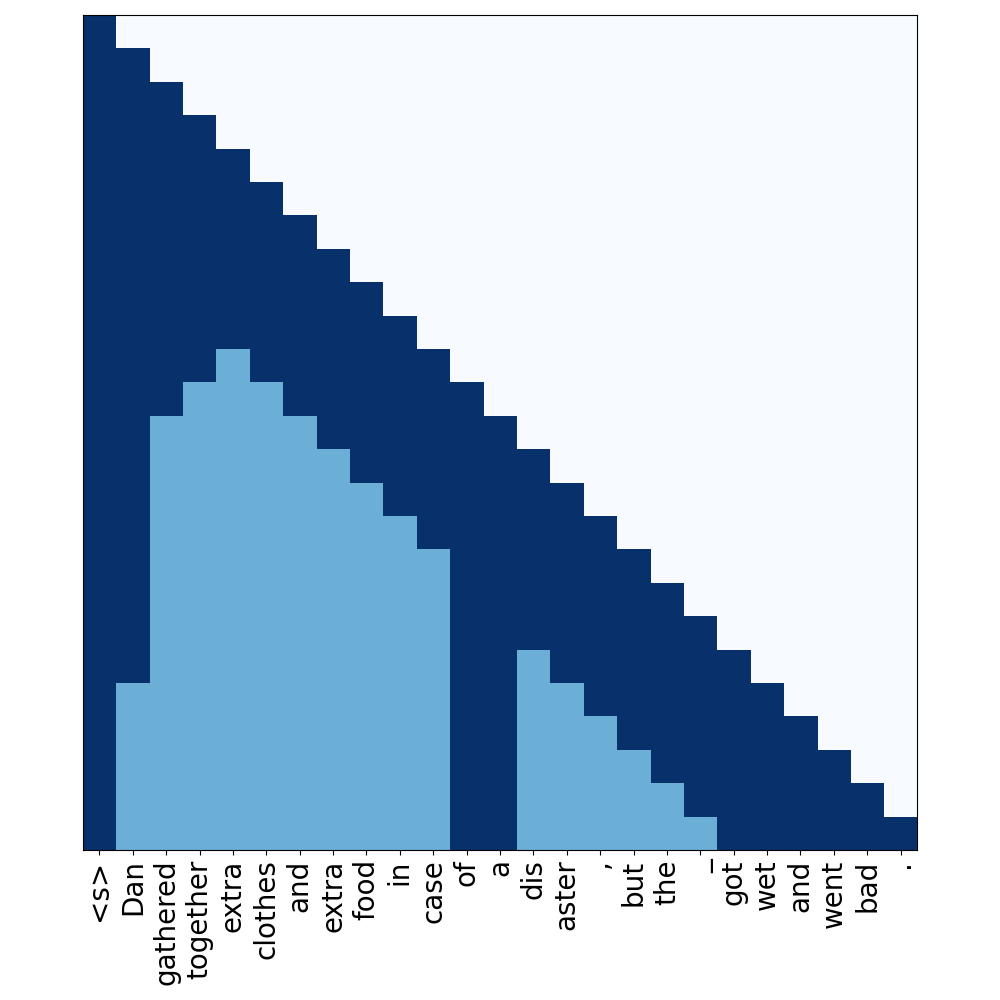 <s> Dan gathered together extra clothes and extra food in case of a dis aster , but the _ got wet and went bad .